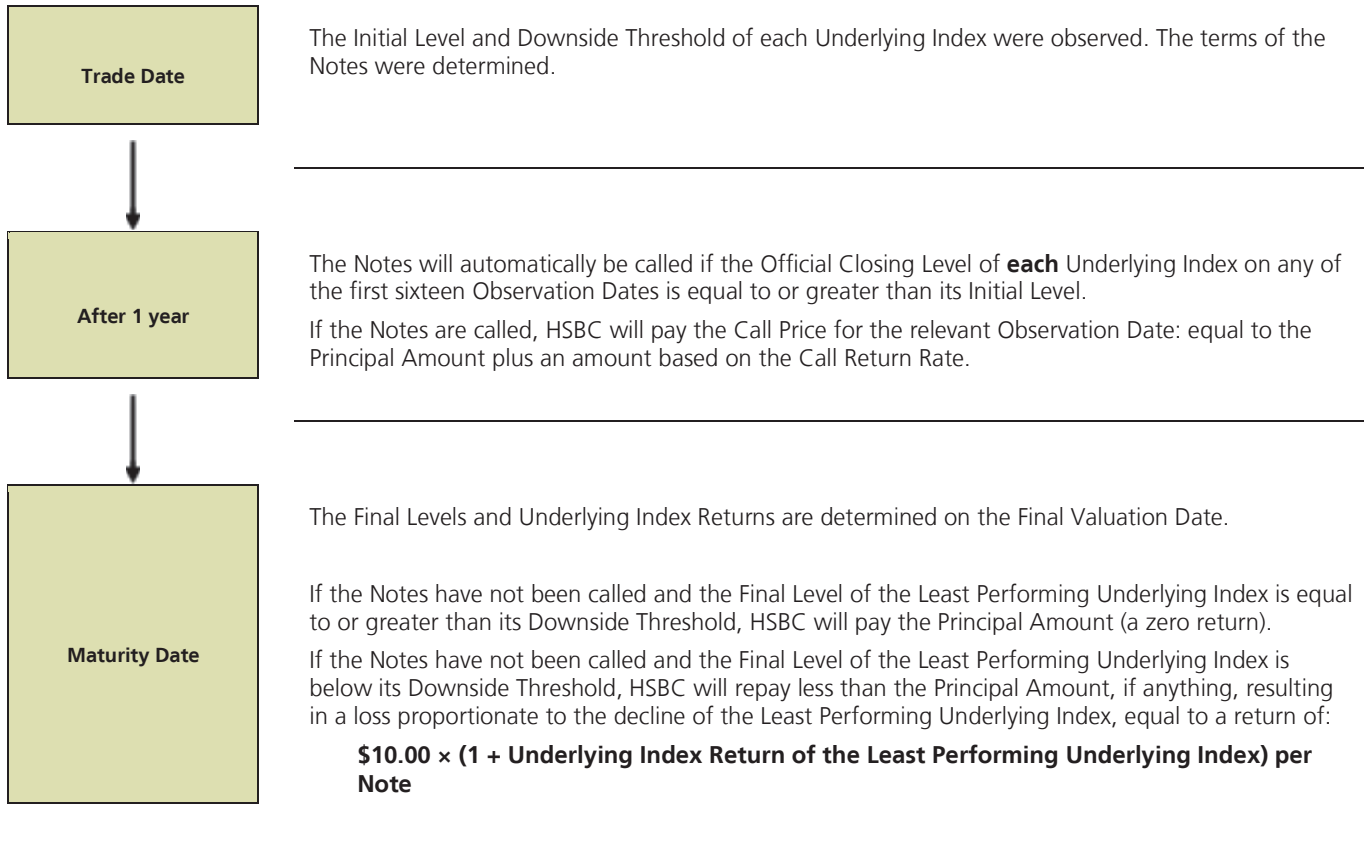 Trade Date
The Initial Level and Downside Threshold of each Underlying Index were observed. The terms of the
Notes were determined.
After 1 year
The Notes will automatically be called if the Official Closing Level of each Underlying Index on any of
the first sixteen Observation Dates is equal to or greater than its Initial Level.
If the Notes are called, HSBC will pay the Call Price for the relevant Observation Date: equal to the
Principal Amount plus an amount based on the Call Return Rate.
Maturity Date
The Final Levels and Underlying Index Returns are determined on the Final Valuation Date.
If the Notes have not been called and the Final Level of the Least Performing Underlying Index is equal
to or greater than its Downside Threshold, HSBC will pay the Principal Amount (a zero return).
If the Notes have not been called and the Final Level of the Least Performing Underlying Index is
below its Downside Threshold, HSBC will repay less than the Principal Amount, if anything, resulting
in a loss proportionate to the decline of the Least Performing Underlying Index, equal to a return of:
$10.00 × (1 + Underlying Index Return of the Least Performing Underlying Index) per
Note